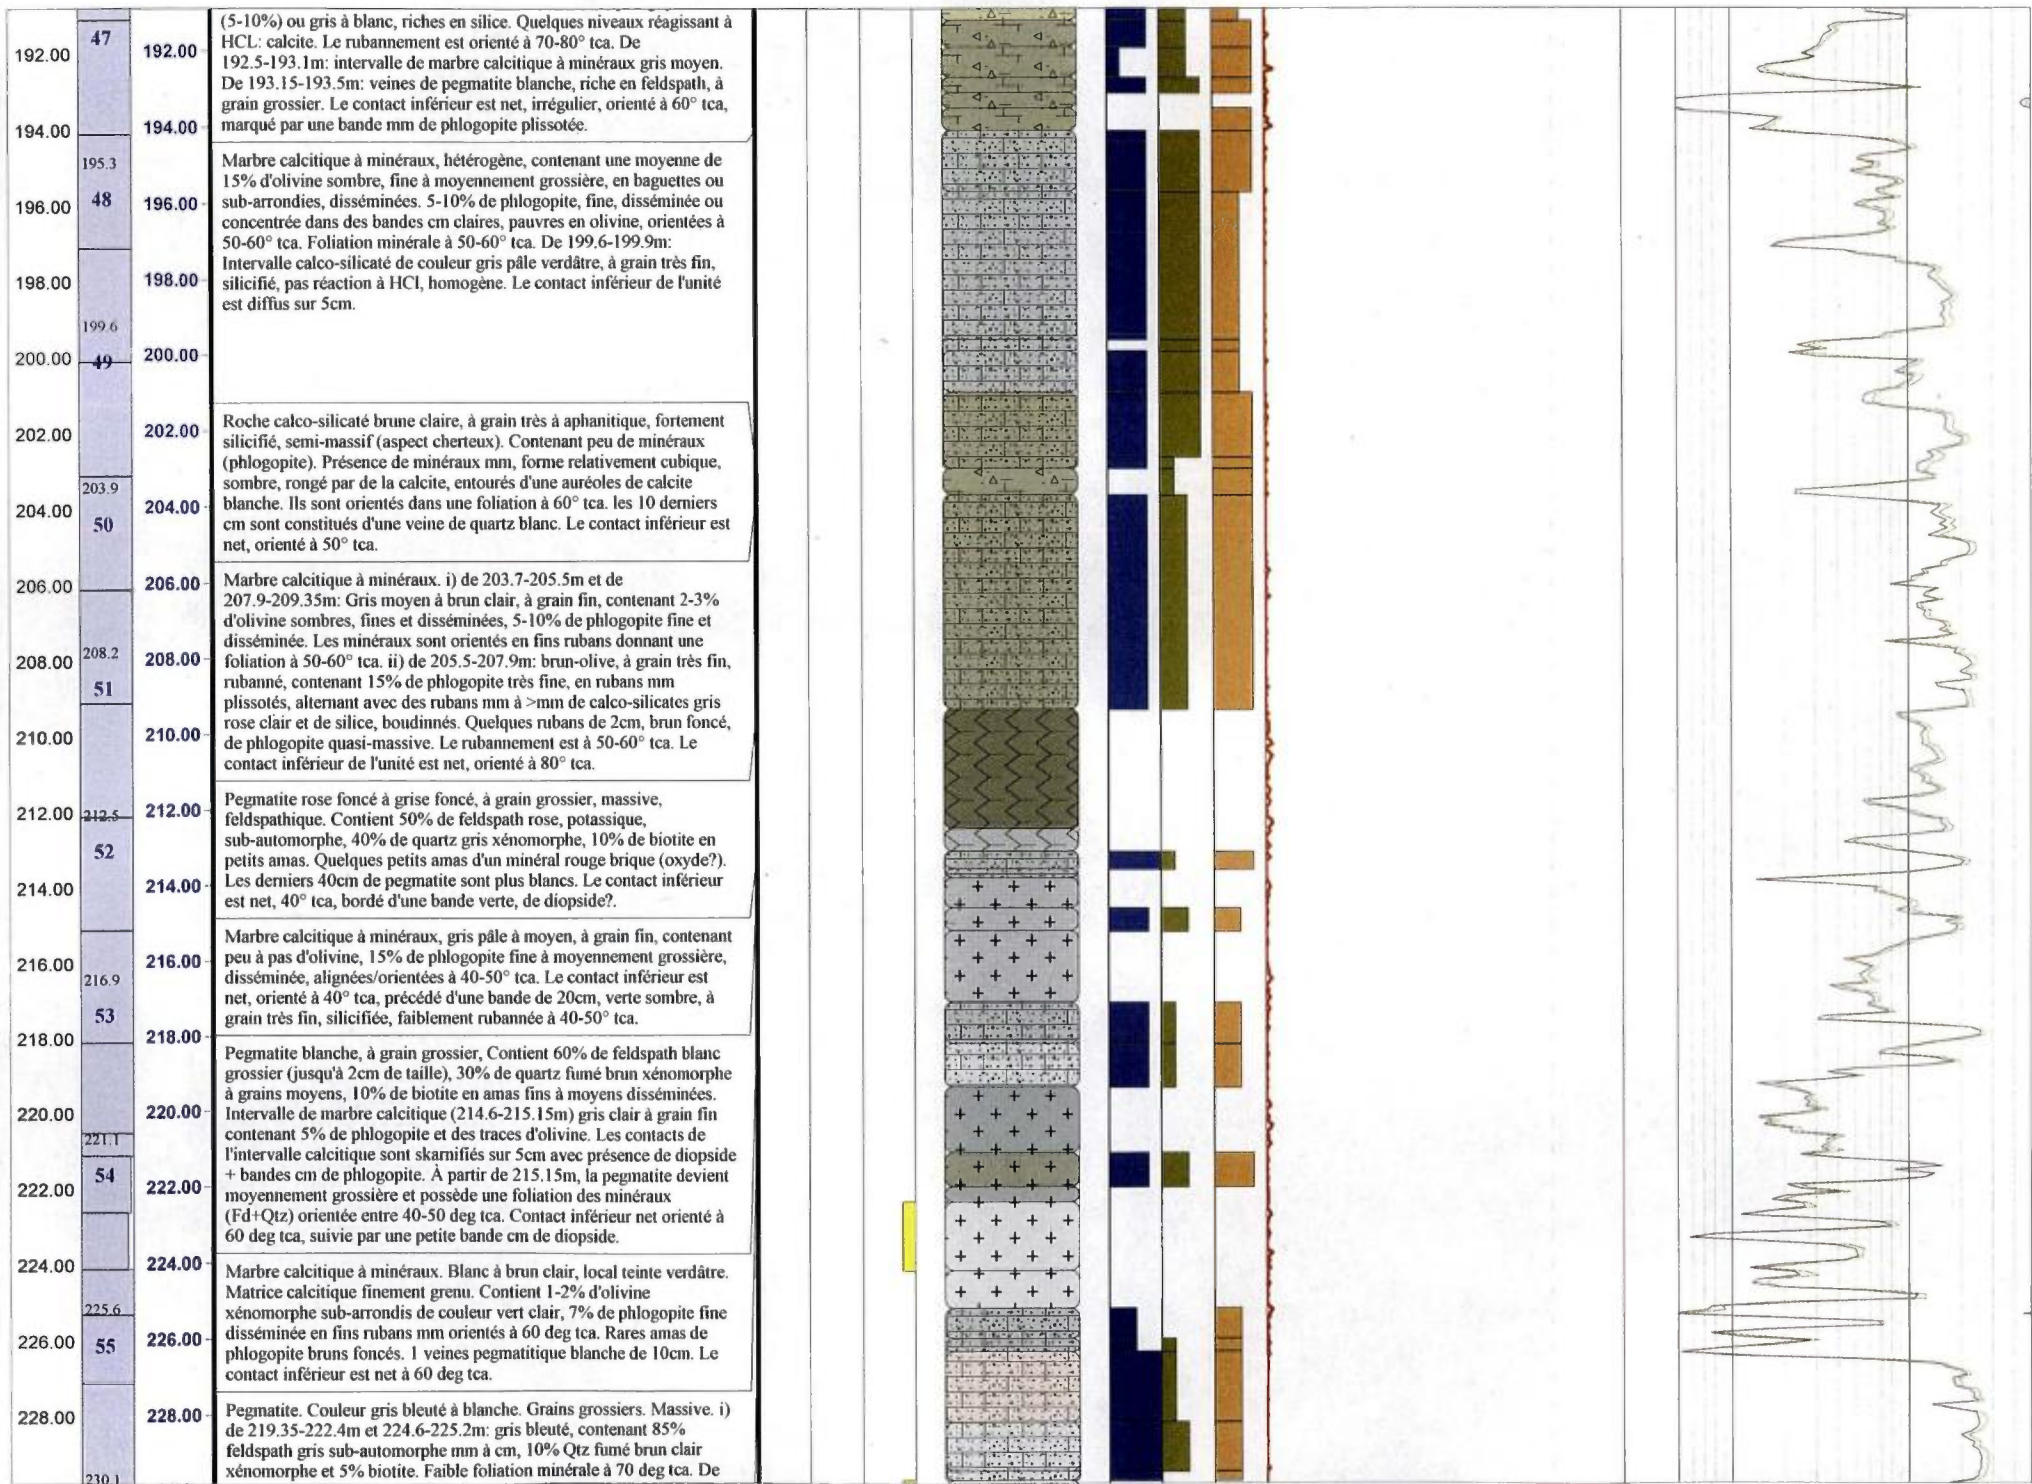 192.00
194.00
196.00
198.00
200.00
202.00
204.00
206.00
208.00
210.00
212.00
214.00
216.00
218.00
220.00
222.00
224.00
226.00
228.00
47
195.3
48
199.6
49
203.9
50
208.2
51
212.5
52
216.9
53
221.1
54
225.6
55
230.1
192.00
194.00
196.00
198.00
200.00
202.00
204.00
206.00
208.00
210.00
212.00
214.00
216.00
218.00
220.00
222.00
224.00
226.00
228.00
(5-10%) ou gris à blanc, riches en silice. Quelques niveaux réagissant à
HCL: calcite. Le rubannement est orienté à 70-80° tca. De
192.5-193.1m: intervalle de marbre calcitique à minéraux gris moyen.
De 193.15-193.5m: veines de pegmatite blanche, riche en feldspath, à
grain grossier. Le contact inférieur est net, irrégulier, orienté à 60° tca,
marqué par une bande mm de phlogopite plissotée.
Marbre calcitique à minéraux, hétérogène, contenant une moyenne de
15% d'olivine sombre, fine à moyennement grossière, en baguettes ou
sub-arrondies, disséminées. 5-10% de phlogopite, fine, disséminée ou
concentrée dans des bandes cm claires, pauvres en olivine, orientées à
50-60° tca. Foliation minérale à 50-60° tca. De 199.6-199.9m:
Intervalle calco-silicaté de couleur gris pâle verdâtre, à grain très fin,
silicifié, pas réaction à HCl, homogène. Le contact inférieur de l'unité
est diffus sur 5cm.
Roche calco-silicaté brune claire, à grain très à aphanitique, fortement
silicifié, semi-massif (aspect cherteux). Contenant peu de minéraux
(phlogopite). Présence de minéraux mm, forme relativement cubique,
sombre, rongé par de la calcite, entourés d'une auréoles de calcite
blanche. Ils sont orientés dans une foliation à 60° tca. les 10 derniers
cm sont constitués d'une veine de quartz blanc. Le contact inférieur est
net, orienté à 50° tca.
Marbre calcitique à minéraux. i) de 203.7-205.5m et de
207.9-209.35m: Gris moyen à brun clair, à grain fin, contenant 2-3%
d'olivine sombres, fines et disséminées, 5-10% de phlogopite fine et
disséminée. Les minéraux sont orientés en fins rubans donnant une
foliation à 50-60° tca. ii) de 205.5-207.9m: brun-olive, à grain très fin,
rubanné, contenant 15% de phlogopite très fine, en rubans mm
plissotés, alternant avec des rubans mm à >mm de calco-silicates gris
rose clair et de silice, boudinnés. Quelques rubans de 2cm, brun foncé,
de phlogopite quasi-massive. Le rubannement est à 50-60° tca. Le
contact inférieur de l'unité est net, orienté à 80° tca.
Pegmatite rose foncé à grise foncé, à grain grossier, massive,
feldspathique. Contient 50% de feldspath rose, potassique,
sub-automorphe, 40% de quartz gris xénomorphe, 10% de biotite en
petits amas. Quelques petits amas d'un minéral rouge brique (oxyde?).
Les derniers 40cm de pegmatite sont plus blancs. Le contact inférieur
est net, 40° tca, bordé d'une bande verte, de diopside?.
Marbre calcitique à minéraux, gris pâle à moyen, à grain fin, contenant
peu à pas d'olivine, 15% de phlogopite fine à moyennement grossière,
disséminée, alignées/orientées à 40-50° tca. Le contact inférieur est
net, orienté à 40° tca, précédé d'une bande de 20cm, verte sombre, à
grain très fin, silicifiée, faiblement rubannée à 40-50° tca.
Pegmatite blanche, à grain grossier, Contient 60% de feldspath blanc
grossier (jusqu'à 2cm de taille), 30% de quartz fumé brun xénomorphe
à grains moyens, 10% de biotite en amas fins à moyens disséminées.
Intervalle de marbre calcitique (214.6-215.15m) gris clair à grain fin
contenant 5% de phlogopite et des traces d'olivine. Les contacts de
l'intervalle calcitique sont skarnifiés sur 5cm avec présence de diopside
+ bandes cm de phlogopite. À partir de 215.15m, la pegmatite devient
moyennement grossière et possède une foliation des minéraux
(Fd+Qtz) orientée entre 40-50 deg tca. Contact inférieur net orienté à
60 deg tca, suivie par une petite bande cm de diopside.
Marbre calcitique à minéraux. Blanc à brun clair, local teinte verdâtre.
Matrice calcitique finement grenu. Contient 1-2% d'olivine
xénomorphe sub-arrondis de couleur vert clair, 7% de phlogopite fine
disséminée en fins rubans mm orientés à 60 deg tca. Rares amas de
phlogopite bruns foncés. 1 veines pegmatitique blanche de 10cm. Le
contact inférieur est net à 60 deg tca.
Pegmatite. Couleur gris bleuté à blanche. Grains grossiers. Massive. i)
de 219.35-222.4m et 224.6-225.2m: gris bleuté, contenant 85%
feldspath gris sub-automorphe mm à cm, 10% Qtz fumé brun clair
xénomorphe et 5% biotite. Faible foliation minérale à 70 deg tca. De